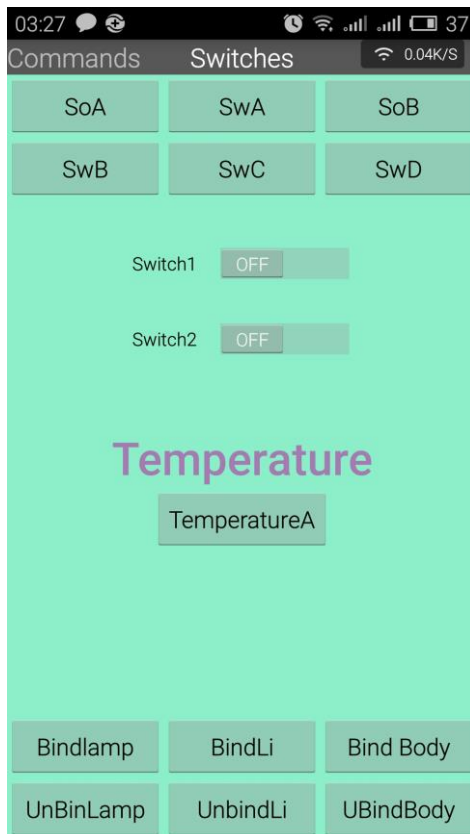 03:27 37
Commands Switches 0.04K/S
SoA SwA SoB
SwB SwC SwD
Switch1 OFF
Switch2 OFF
Temperature
TemperatureA
Bindlamp BindLi Bind Body
UnBinLamp UnbindLi UBindBody